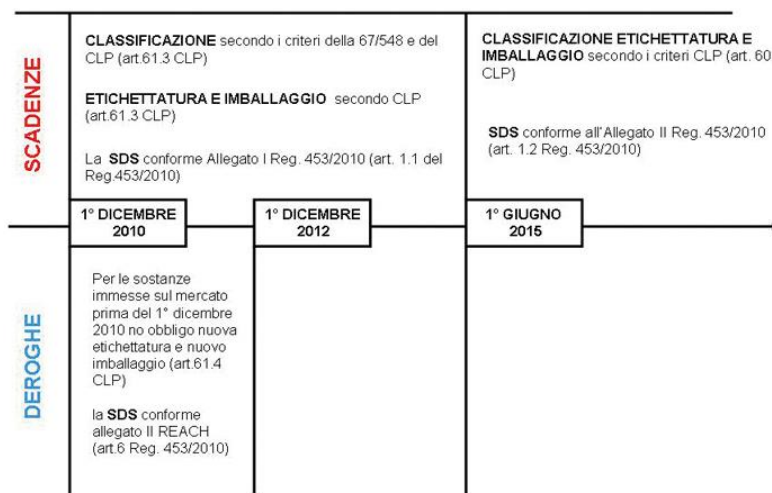 SCADENZE
CLASSIFICAZIONE secondo i criteri della 67/548 e del
CLP (art.61.3 CLP)
ETICHETTATURA E IMBALLAGGIO secondo CLP
(art.61.3 CLP)
La SDS conforme Allegato I Reg. 453/2010 (art. 1.1 del
Reg.453/2010)
CLASSIFICAZIONE ETICHETTATURA E
IMBALLAGGIO secondo i criteri CLP (art. 60
CLP)
SDS conforme all'Allegato II Reg. 453/2010
(art. 1.2 Reg. 453/2010)
1° DICEMBRE
2010
1° DICEMBRE
2012
1° GIUGNO
2015
DEROGHE
Per le sostanze
immesse sul mercato
prima del 1° dicembre
2010 no obbligo nuova
etichettatura e nuovo
imballaggio (art.61.4
CLP)
la SDS conforme
allegato II REACH
(art.6 Reg. 453/2010)